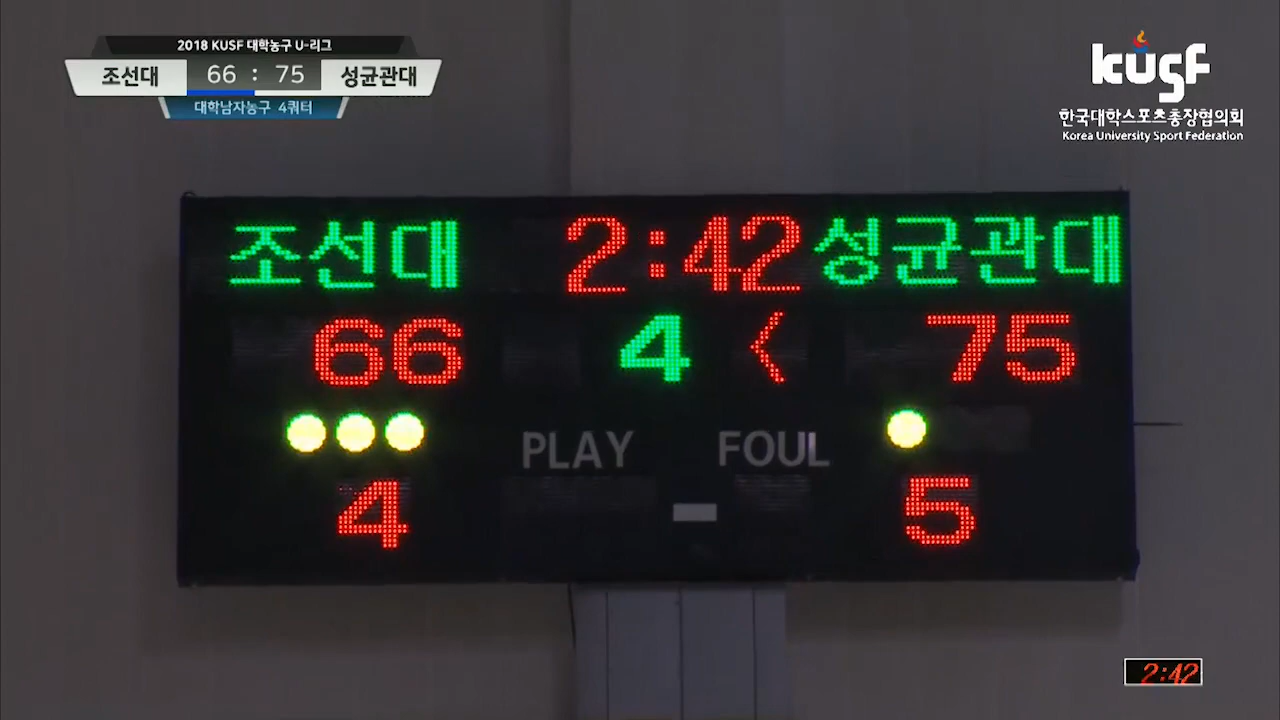 2018 KUSF 대학농구 U-리그
조선대 66 : 75 성균관대
대학남자농구 4쿼터
kusf
한국대학스포츠총장협의회
Korea University Sport Federation
조선대 2:42 성균관대
66 4 < 75
PLAY FOUL
4 5
2:42